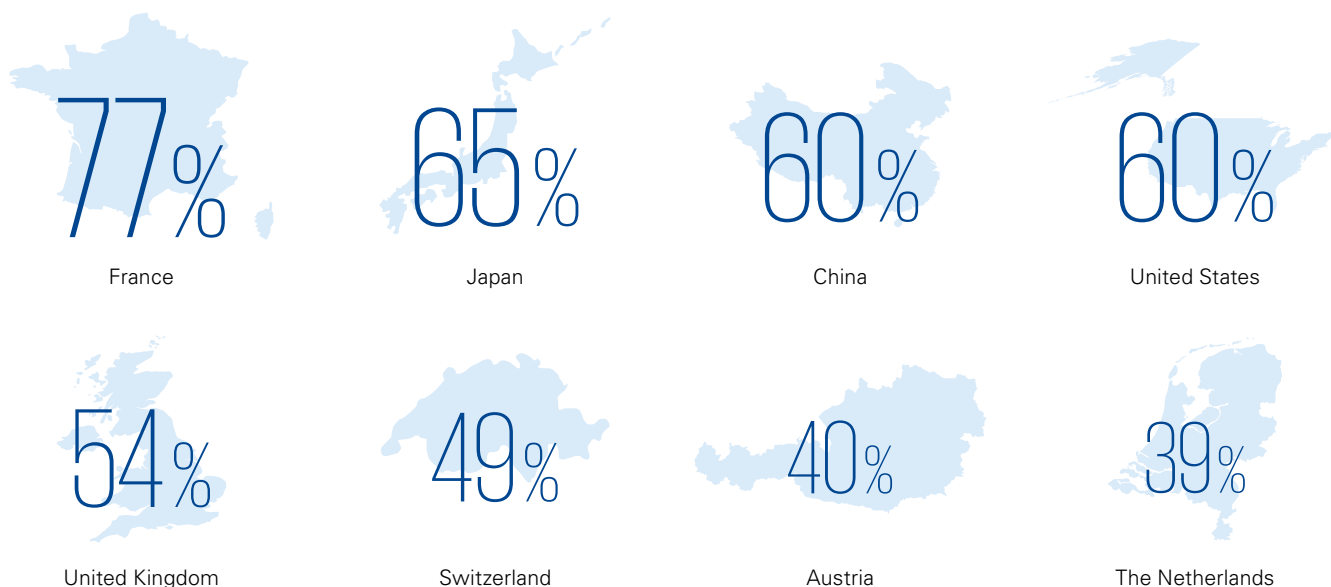 77% 65% 60% 60%
France Japan China United States
54% 49% 40% 39%
United Kingdom Switzerland Austria The Netherlands